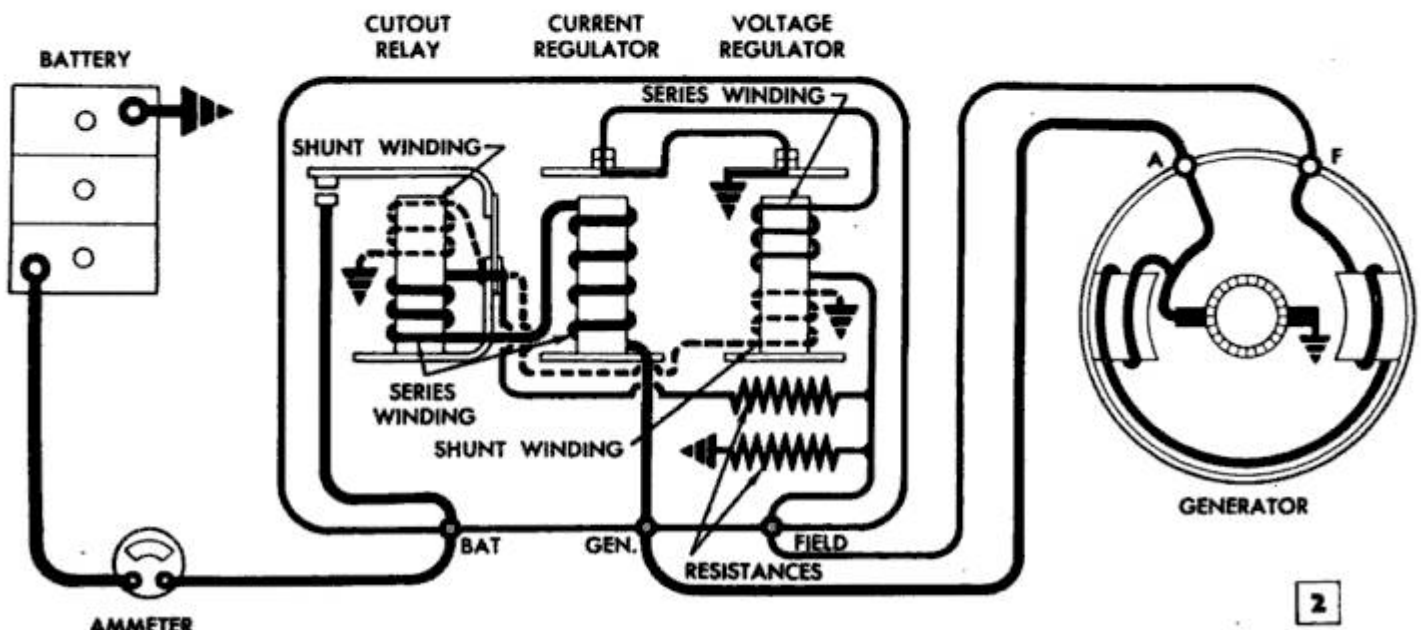 CUTOUT
RELAY
CURRENT
REGULATOR
VOLTAGE
REGULATOR
BATTERY
SERIES WINDING
SHUNT WINDING
A
F
SERIES
WINDING
SHUNT WINDING
GENERATOR
BAT
GEN.
FIELD
RESISTANCES
AMMETER
2